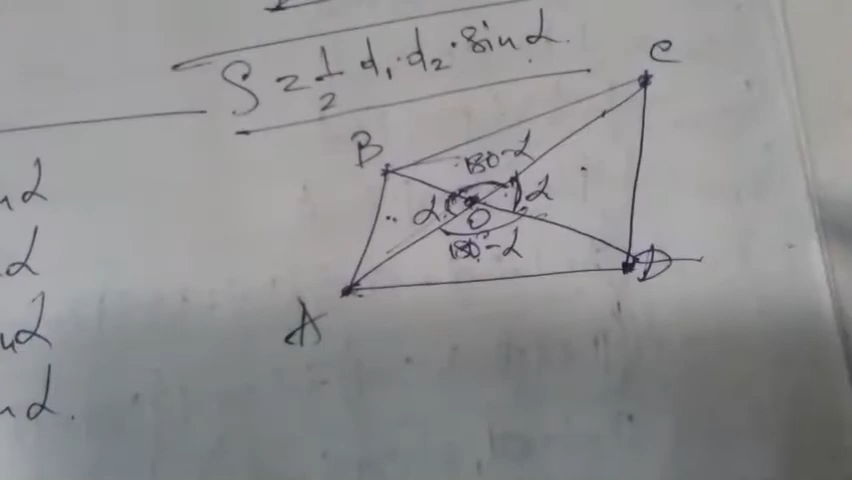 S = 1/2 d₁·d₂·sin α.
C
B
180-α
α
α
O
180°-α
D
A
α
α
α
α.